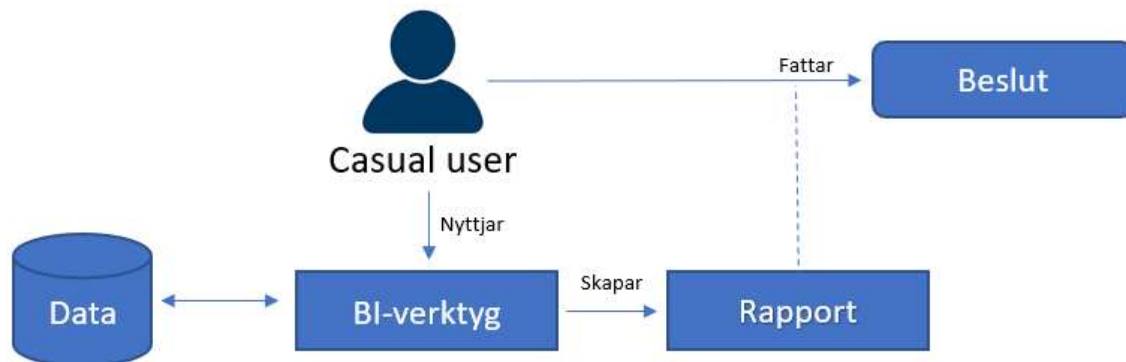 Fattar
Beslut
Casual user
Nyttjar
Skapar
Data
BI-verktyg
Rapport